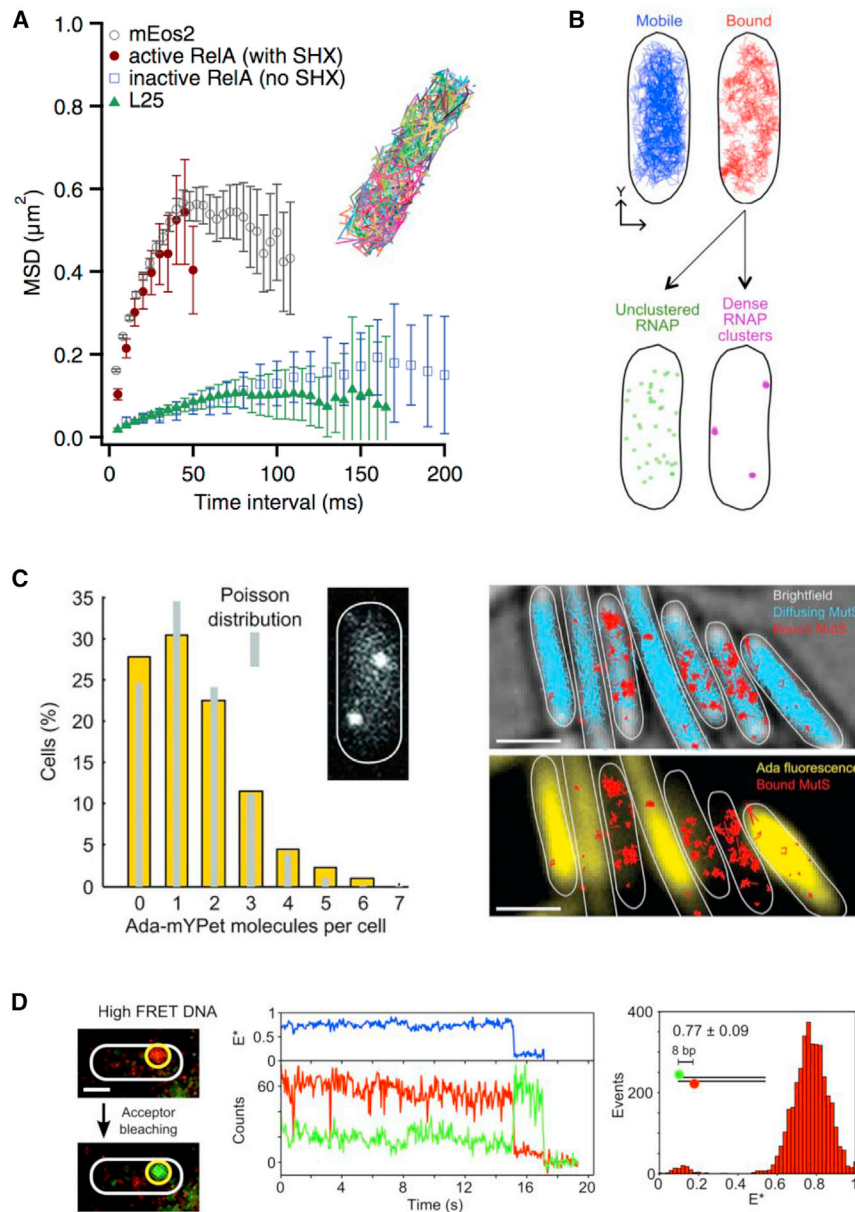 A
1.0
0.8
0.6
0.4
0.2
0.0
MSD (µm²)
mEos2
active RelA (with SHX)
inactive RelA (no SHX)
L25
0
50
100
150
200
Time interval (ms)
B
Mobile
Bound
Y
Unclustered
RNAP
Dense
RNAP
clusters
C
35
30
25
20
15
10
5
0
Cells (%)
Poisson
distribution
0 1 2 3 4 5 6 7
Ada-mYPet molecules per cell
Brightfield
Diffusing MutS
Bound MutS
Ada fluorescence
Bound MutS
D
High FRET DNA
Acceptor
bleaching
1
0.5
0
E*
60
0
Counts
0 4 8 12 16 20
Time (s)
400
200
0
Events
0.77 ± 0.09
8 bp
0 0.2 0.4 0.6 0.8 1
E*